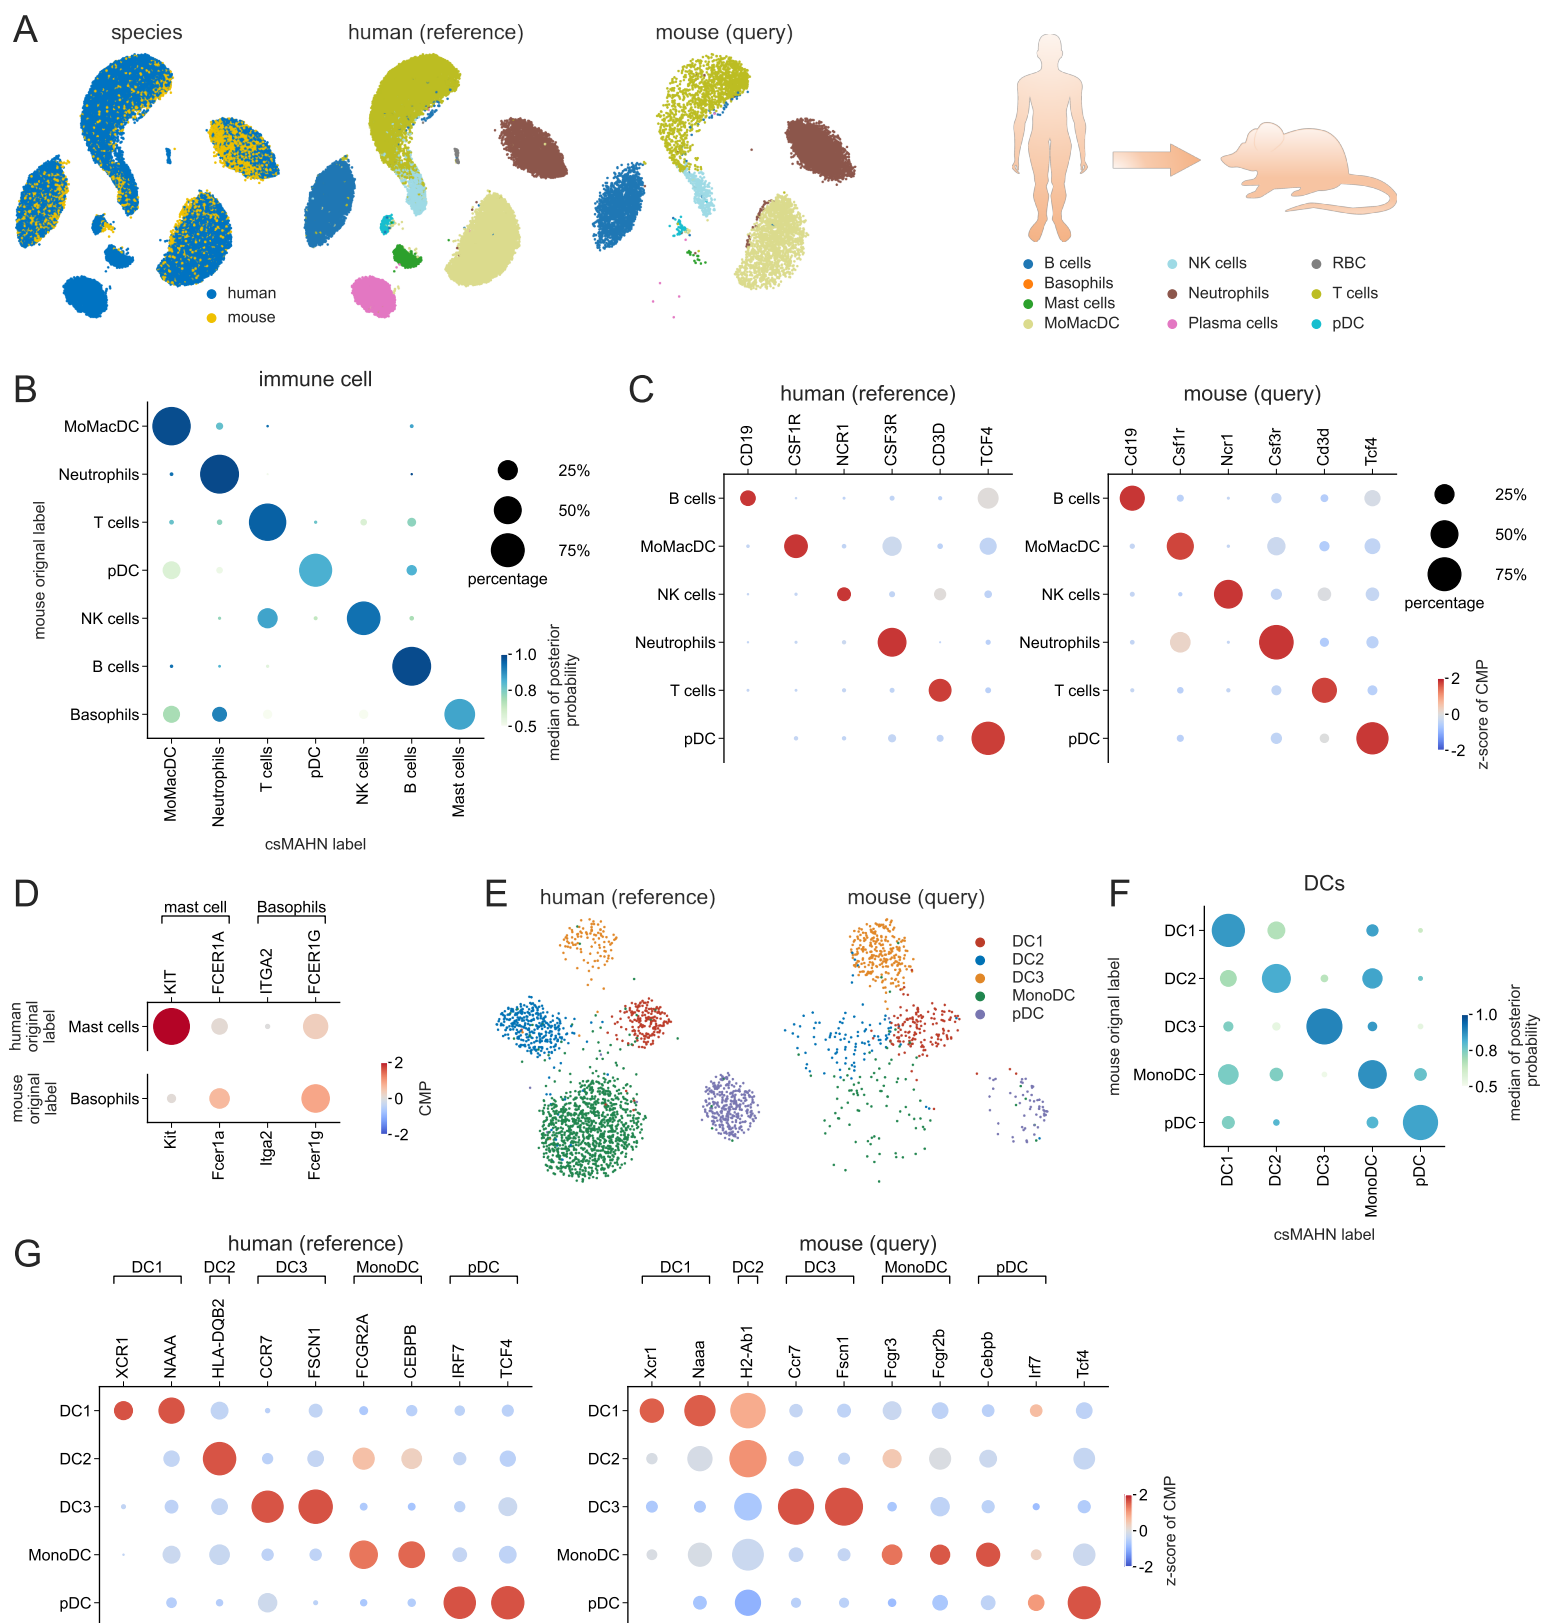 A
species
human (reference)
mouse (query)
human
mouse
B cells
Basophils
Mast cells
MoMacDC
NK cells
Neutrophils
Plasma cells
RBC
T cells
pDC
B
immune cell
mouse orignal label
MoMacDC
Neutrophils
T cells
pDC
NK cells
B cells
Basophils
MoMacDC
Neutrophils
T cells
pDC
NK cells
B cells
Mast cells
csMAHN label
25%
50%
75%
percentage
1.0
0.8
0.5
median of posterior
probability
C
human (reference)
CD19
CSF1R
NCR1
CSF3R
CD3D
TCF4
B cells
MoMacDC
NK cells
Neutrophils
T cells
pDC
mouse (query)
Cd19
Csf1r
Ncr1
Csf3r
Cd3d
Tcf4
B cells
MoMacDC
NK cells
Neutrophils
T cells
pDC
25%
50%
75%
percentage
2
0
-2
z-score of CMP
D
mast cell
Basophils
KIT
FCER1A
ITGA2
FCER1G
human
original
label
Mast cells
mouse
original
label
Basophils
Kit
Fcer1a
Itga2
Fcer1g
2
0
-2
CMP
E
human (reference)
mouse (query)
DC1
DC2
DC3
MonoDC
pDC
F
DCs
mouse orignal label
DC1
DC2
DC3
MonoDC
pDC
DC1
DC2
DC3
MonoDC
pDC
csMAHN label
1.0
0.8
0.5
median of posterior
probability
G
human (reference)
DC1
DC2
DC3
MonoDC
pDC
XCR1
NAAA
HLA-DQB2
CCR7
FSCN1
FCGR2A
CEBPB
IRF7
TCF4
DC1
DC2
DC3
MonoDC
pDC
mouse (query)
DC1
DC2
DC3
MonoDC
pDC
Xcr1
Naaa
H2-Ab1
Ccr7
Fscn1
Fcgr3
Fcgr2b
Cebpb
Irf7
Tcf4
DC1
DC2
DC3
MonoDC
pDC
2
0
-2
z-score of CMP